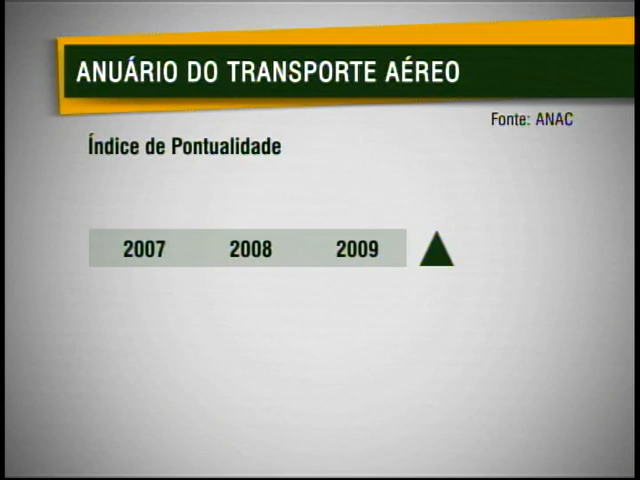 ANUÁRIO DO TRANSPORTE AÉREO
Fonte: ANAC
Índice de Pontualidade
2007 2008 2009